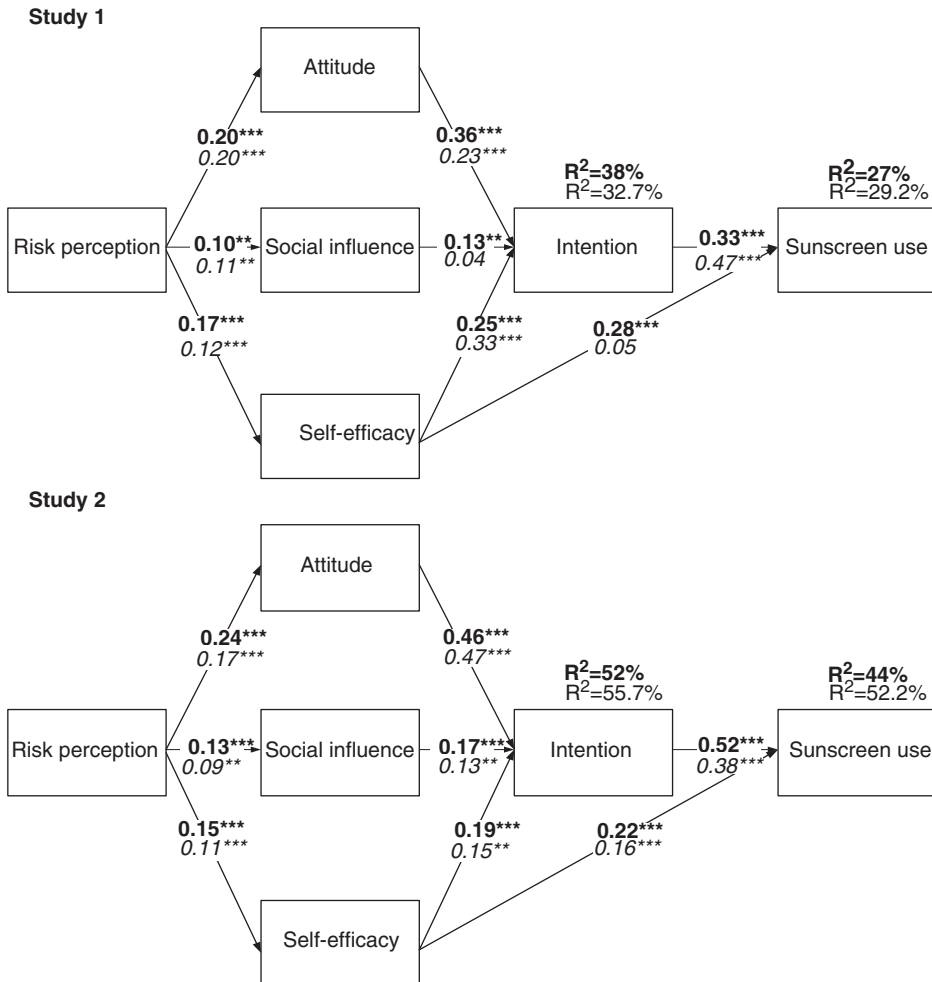 Study 1
Attitude
0.20***
0.20***
0.36***
0.23***
R²=38%
R²=32.7%
R²=27%
R²=29.2%
Risk perception
0.10**
0.11**
Social influence
0.13**
0.04
Intention
0.33***
0.47***
Sunscreen use
0.17***
0.12***
0.25***
0.33***
0.28***
0.05
Self-efficacy
Study 2
Attitude
0.24***
0.17***
0.46***
0.47***
R²=52%
R²=55.7%
R²=44%
R²=52.2%
Risk perception
0.13***
0.09**
Social influence
0.17***
0.13**
Intention
0.52***
0.38***
Sunscreen use
0.15***
0.11***
0.19***
0.15**
0.22***
0.16***
Self-efficacy